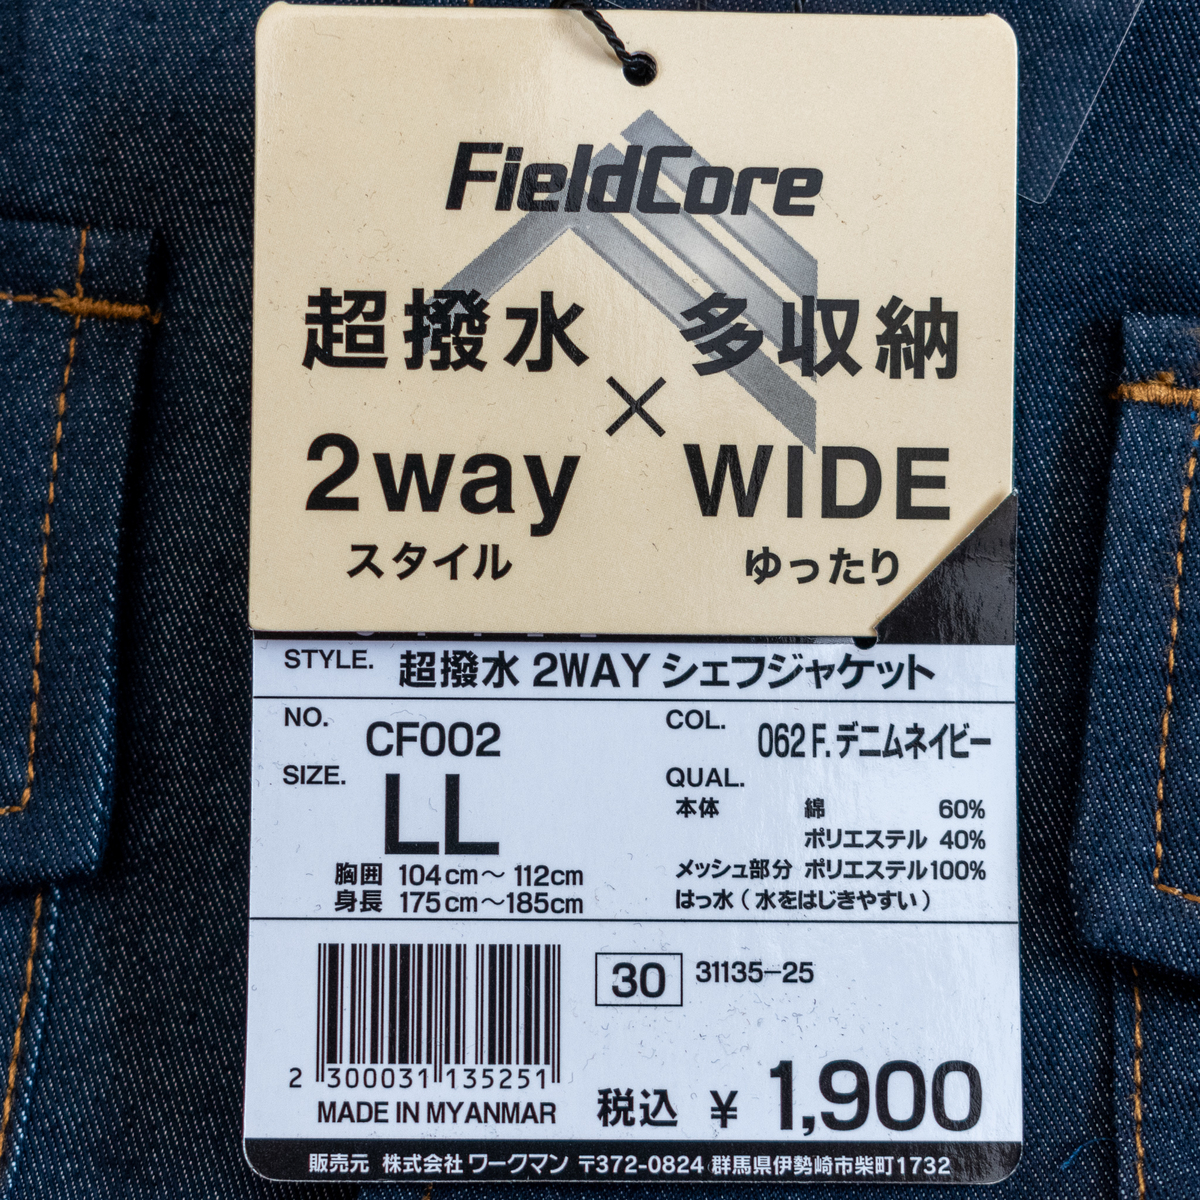 FieldCore
超撥水 × 多収納
2way WIDE
スタイル ゆったり
STYLE. 超撥水 2WAY シェフジャケット
NO. CF002
COL. 062 F. デニムネイビー
SIZE. LL
胸囲 104cm～112cm
身長 175cm～185cm
QUAL.
本体 綿 60%
ポリエステル 40%
メッシュ部分 ポリエステル100%
はっ水(水をはじきやすい)
30 31135-25
2 300031 135251
MADE IN MYANMAR
税込 ¥ 1,900
販売元 株式会社 ワークマン 〒372-0824 群馬県伊勢崎市柴町1732